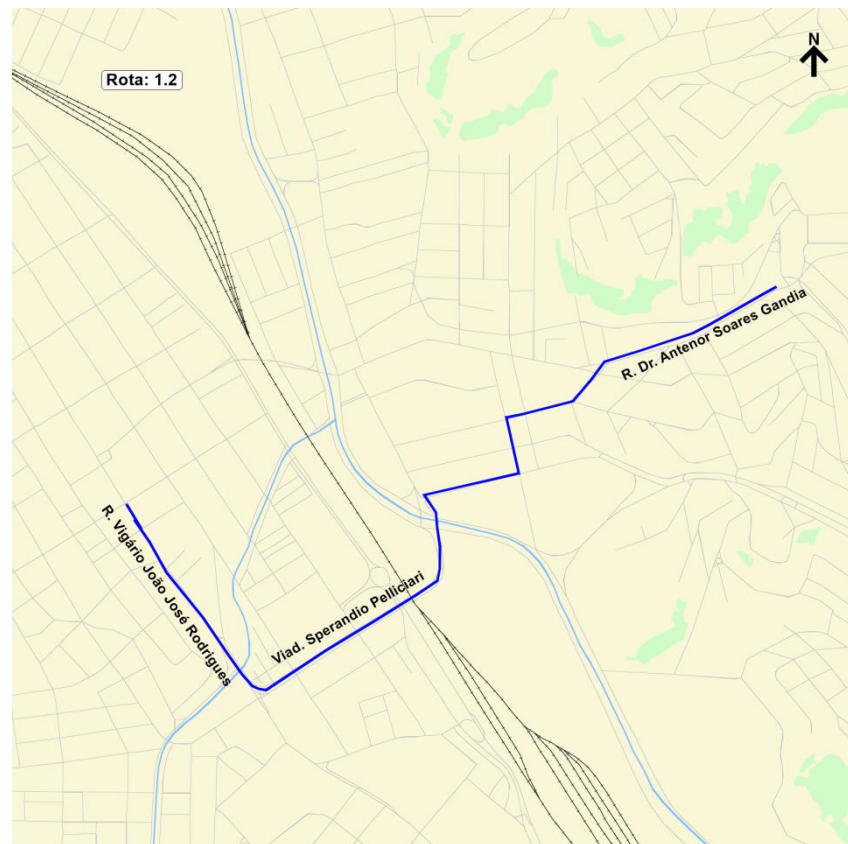 Rota: 1.2
N
R. Dr. Antenor Soares Gandia
R. Vigário João José Rodrigues
Viad. Sperandio Pelliciari